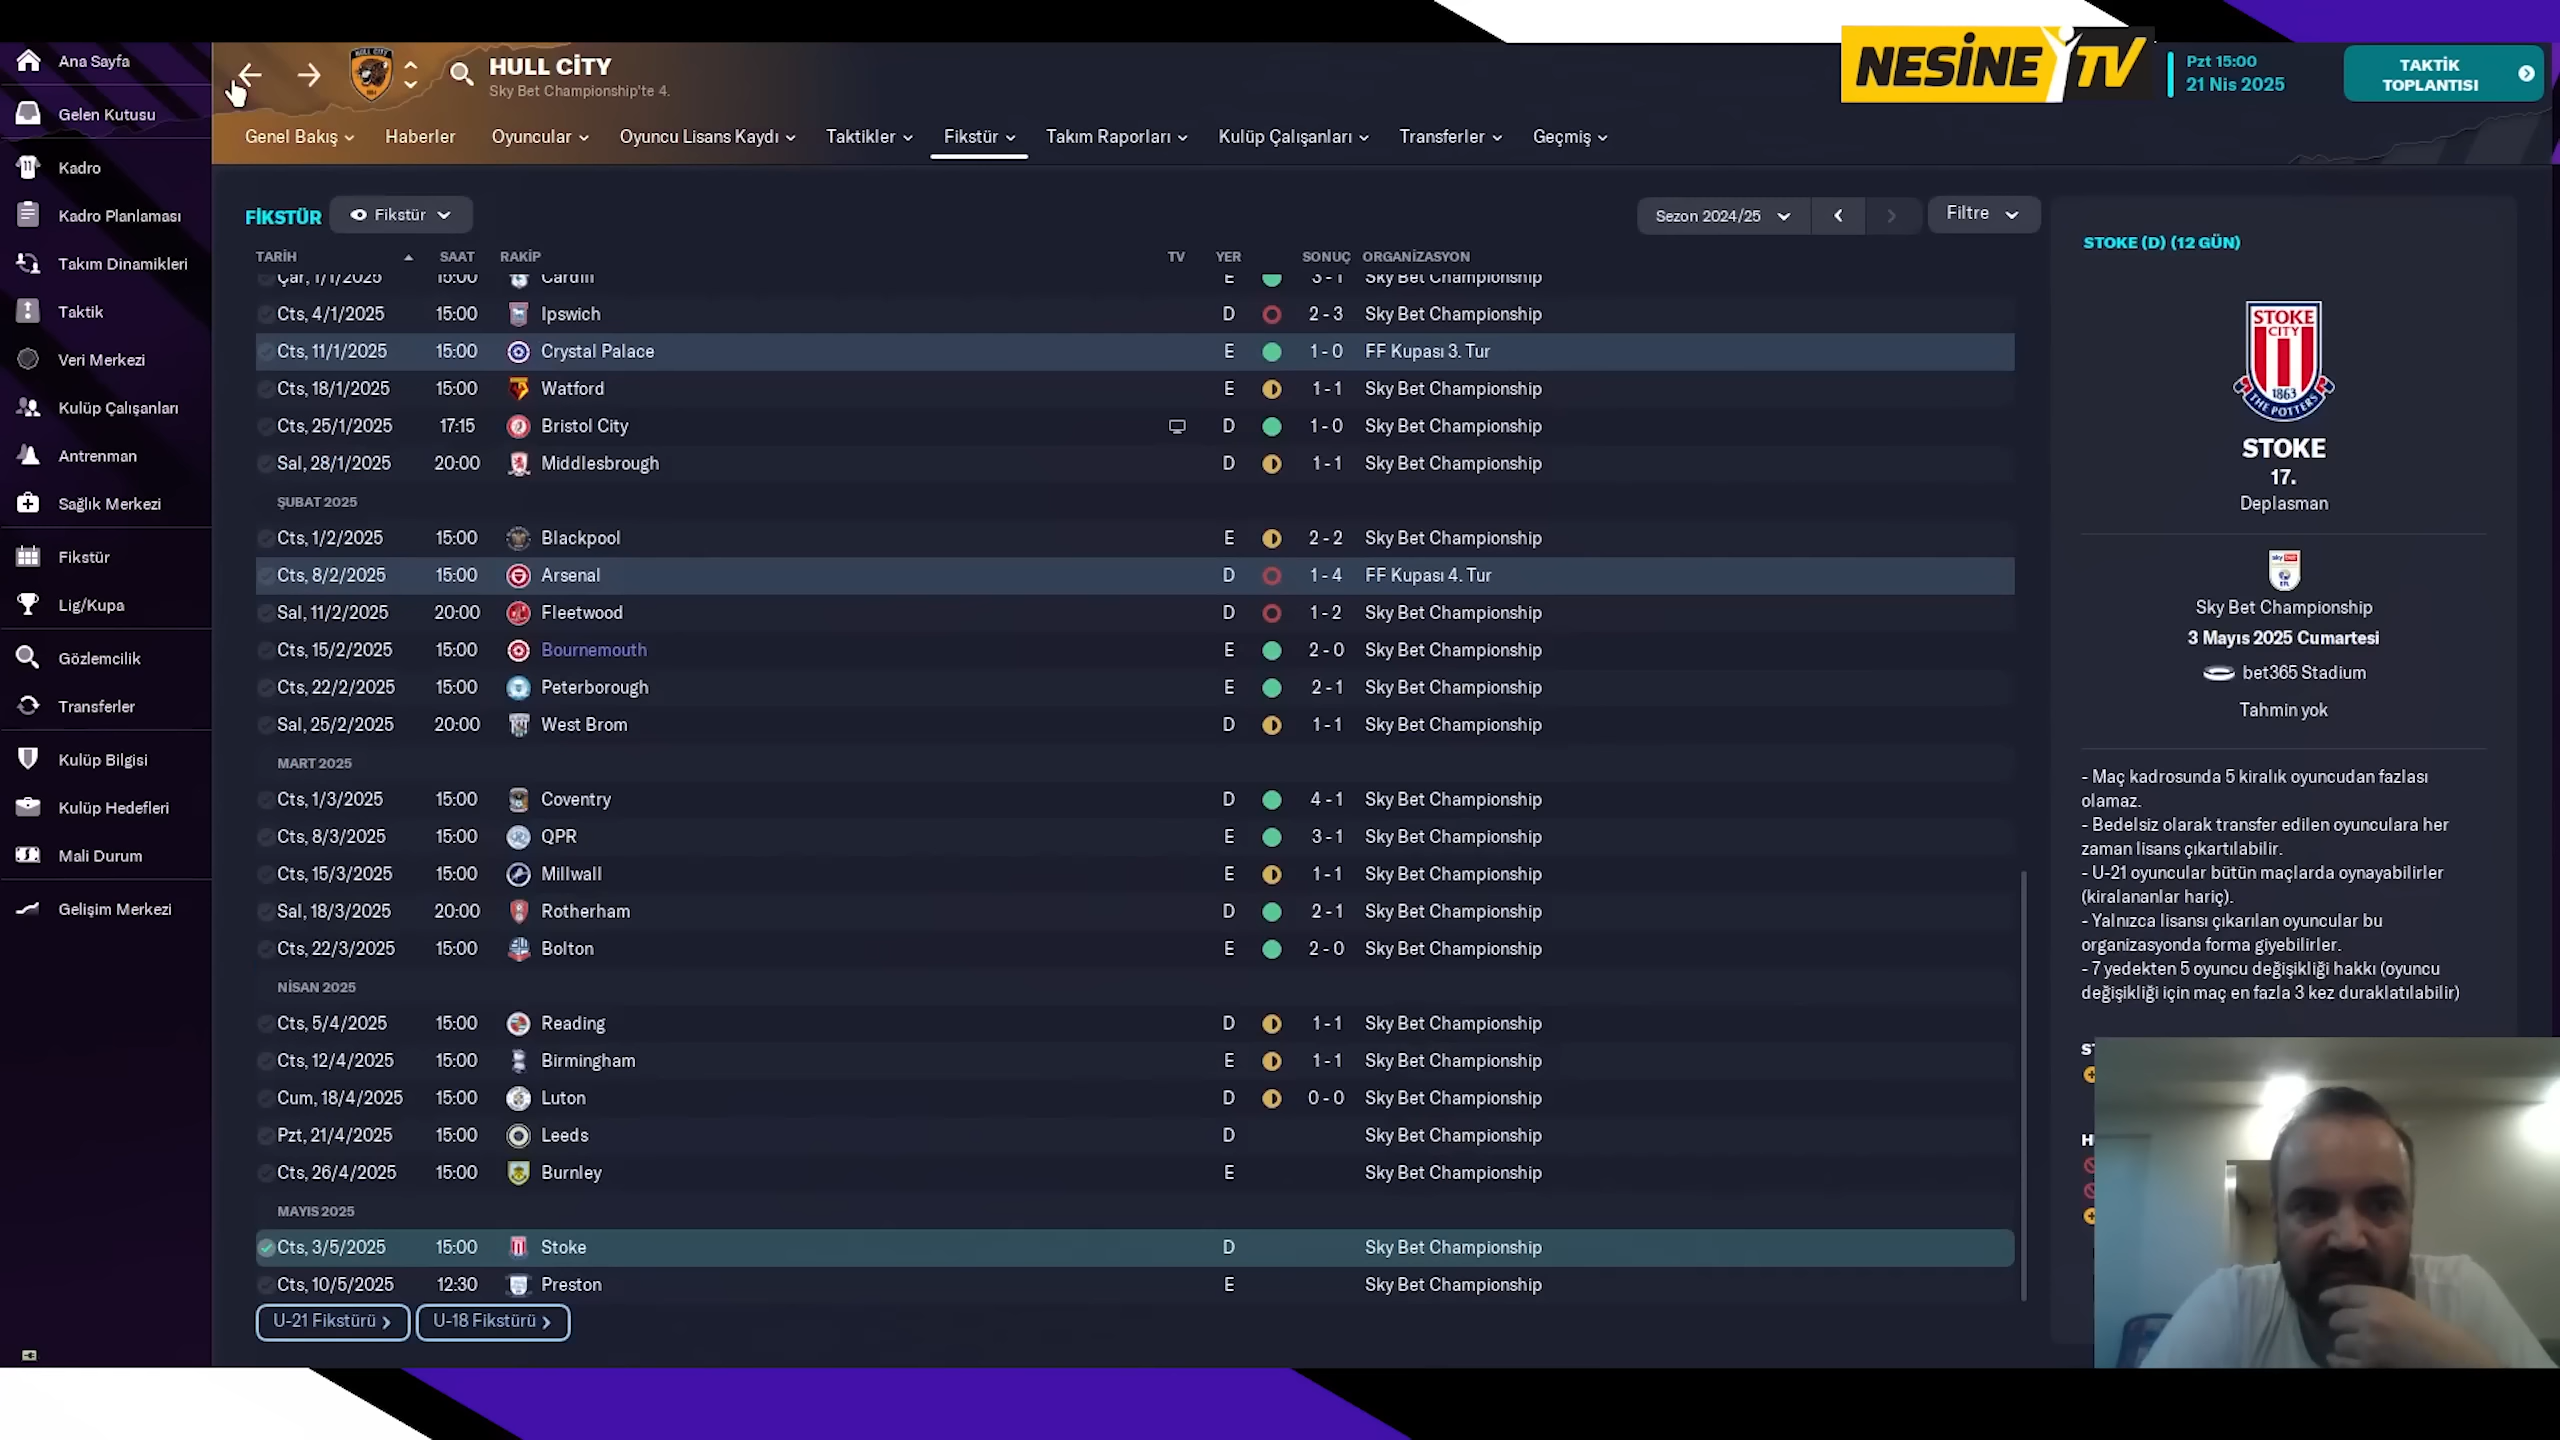 NESİNE TV
Ana Sayfa
Gelen Kutusu
Kadro
Kadro Planlaması
Takım Dinamikleri
Taktik
Veri Merkezi
Kulüp Çalışanları
Antrenman
Sağlık Merkezi
Fikstür
Lig/Kupa
Gözlemcilik
Transferler
Kulüp Bilgisi
Kulüp Hedefleri
Mali Durum
Gelişim Merkezi
HULL CİTY
Sky Bet Championship'te 4.
Pzt 15:00
21 Nis 2025
TAKTİK
TOPLANTISI
Genel Bakış Haberler Oyuncular Oyuncu Lisans Kaydı Taktikler Fikstür Takım Raporları Kulüp Çalışanları Transferler Geçmiş
FİKSTÜR Fikstür Sezon 2024/25 Filtre
TARİH SAAT RAKİP TV YER SONUÇ ORGANİZASYON
Çar, 1/1/2025 15:00 Cardiff E 3 - 1 Sky Bet Championship
Cts, 4/1/2025 15:00 Ipswich D 2 - 3 Sky Bet Championship
Cts, 11/1/2025 15:00 Crystal Palace E 1 - 0 FF Kupası 3. Tur
Cts, 18/1/2025 15:00 Watford E 1 - 1 Sky Bet Championship
Cts, 25/1/2025 17:15 Bristol City D 1 - 0 Sky Bet Championship
Sal, 28/1/2025 20:00 Middlesbrough D 1 - 1 Sky Bet Championship
ŞUBAT 2025
Cts, 1/2/2025 15:00 Blackpool E 2 - 2 Sky Bet Championship
Cts, 8/2/2025 15:00 Arsenal D 1 - 4 FF Kupası 4. Tur
Sal, 11/2/2025 20:00 Fleetwood D 1 - 2 Sky Bet Championship
Cts, 15/2/2025 15:00 Bournemouth E 2 - 0 Sky Bet Championship
Cts, 22/2/2025 15:00 Peterborough E 2 - 1 Sky Bet Championship
Sal, 25/2/2025 20:00 West Brom D 1 - 1 Sky Bet Championship
MART 2025
Cts, 1/3/2025 15:00 Coventry D 4 - 1 Sky Bet Championship
Cts, 8/3/2025 15:00 QPR E 3 - 1 Sky Bet Championship
Cts, 15/3/2025 15:00 Millwall E 1 - 1 Sky Bet Championship
Sal, 18/3/2025 20:00 Rotherham D 2 - 1 Sky Bet Championship
Cts, 22/3/2025 15:00 Bolton E 2 - 0 Sky Bet Championship
NİSAN 2025
Cts, 5/4/2025 15:00 Reading D 1 - 1 Sky Bet Championship
Cts, 12/4/2025 15:00 Birmingham E 1 - 1 Sky Bet Championship
Cum, 18/4/2025 15:00 Luton D 0 - 0 Sky Bet Championship
Pzt, 21/4/2025 15:00 Leeds D Sky Bet Championship
Cts, 26/4/2025 15:00 Burnley E Sky Bet Championship
MAYIS 2025
Cts, 3/5/2025 15:00 Stoke D Sky Bet Championship
Cts, 10/5/2025 12:30 Preston E Sky Bet Championship
U-21 Fikstürü U-18 Fikstürü
STOKE (D) (12 GÜN)
STOKE
CITY
1863
THE POTTERS
STOKE
17.
Deplasman
Sky Bet Championship
3 Mayıs 2025 Cumartesi
bet365 Stadium
Tahmin yok
- Maç kadrosunda 5 kiralık oyuncudan fazlası
olamaz.
- Bedelsiz olarak transfer edilen oyunculara her
zaman lisans çıkartılabilir.
- U-21 oyuncular bütün maçlarda oynayabilirler
(kiralananlar hariç).
- Yalnızca lisansı çıkarılan oyuncular bu
organizasyonda forma giyebilirler.
- 7 yedekten 5 oyuncu değişikliği hakkı (oyuncu
değişikliği için maç en fazla 3 kez duraklatılabilir)